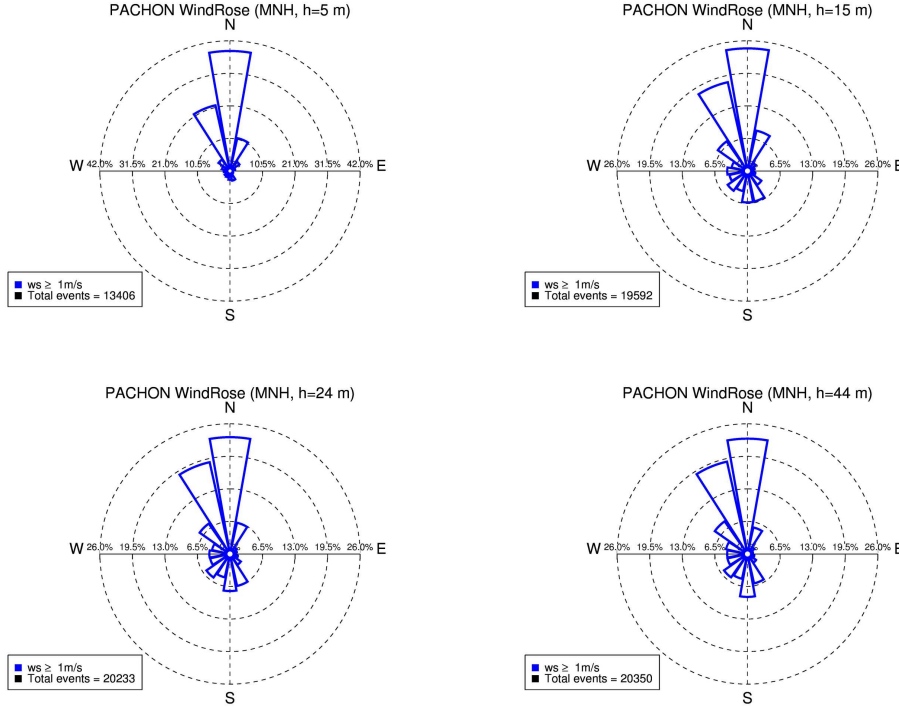 PACHON WindRose (MNH, h=5 m)
N
W 42.0% 31.5% 21.0% 10.5% 10.5% 21.0% 31.5% 42.0% E
ws ≥ 1m/s
Total events = 13406
S
PACHON WindRose (MNH, h=15 m)
N
W 26.0% 19.5% 13.0% 6.5% 6.5% 13.0% 19.5% 26.0% E
ws ≥ 1m/s
Total events = 19592
S
PACHON WindRose (MNH, h=24 m)
N
W 26.0% 19.5% 13.0% 6.5% 13.0% 19.5% 26.0% E
ws ≥ 1m/s
Total events = 20233
S
PACHON WindRose (MNH, h=44 m)
N
W 26.0% 19.5% 13.0% 6.5% 6.5% 13.0% 19.5% 26.0% E
ws ≥ 1m/s
Total events = 20350
S